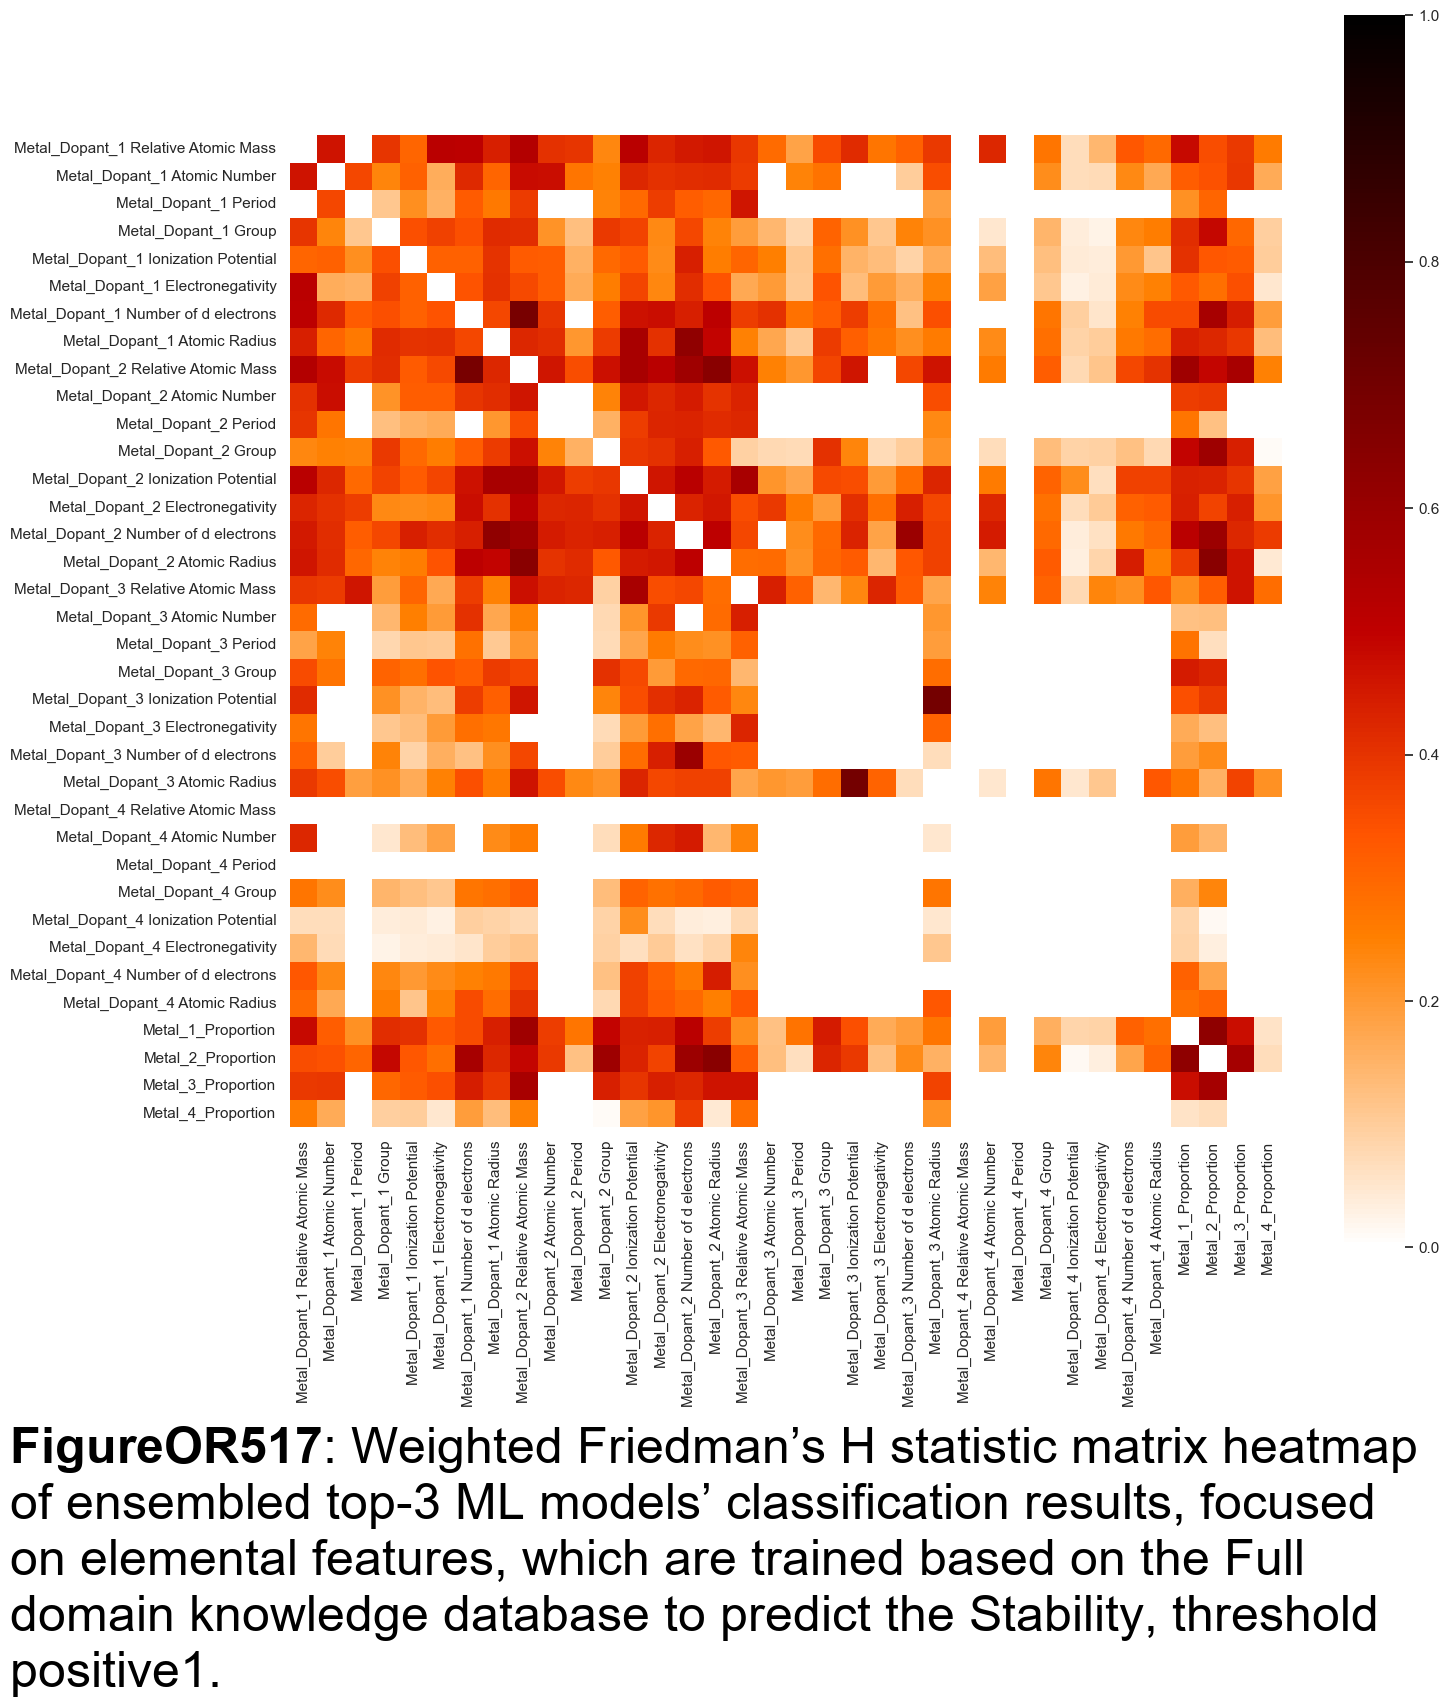 1.0
0.8
0.6
0.4
0.2
0.0
Metal_Dopant_1 Relative Atomic Mass
Metal_Dopant_1 Atomic Number
Metal_Dopant_1 Period
Metal_Dopant_1 Group
Metal_Dopant_1 Ionization Potential
Metal_Dopant_1 Electronegativity
Metal_Dopant_1 Number of d electrons
Metal_Dopant_1 Atomic Radius
Metal_Dopant_2 Relative Atomic Mass
Metal_Dopant_2 Atomic Number
Metal_Dopant_2 Period
Metal_Dopant_2 Group
Metal_Dopant_2 Ionization Potential
Metal_Dopant_2 Electronegativity
Metal_Dopant_2 Number of d electrons
Metal_Dopant_2 Atomic Radius
Metal_Dopant_3 Relative Atomic Mass
Metal_Dopant_3 Atomic Number
Metal_Dopant_3 Period
Metal_Dopant_3 Group
Metal_Dopant_3 Ionization Potential
Metal_Dopant_3 Electronegativity
Metal_Dopant_3 Number of d electrons
Metal_Dopant_3 Atomic Radius
Metal_Dopant_4 Relative Atomic Mass
Metal_Dopant_4 Atomic Number
Metal_Dopant_4 Period
Metal_Dopant_4 Group
Metal_Dopant_4 Ionization Potential
Metal_Dopant_4 Electronegativity
Metal_Dopant_4 Number of d electrons
Metal_Dopant_4 Atomic Radius
Metal_1_Proportion
Metal_2_Proportion
Metal_3_Proportion
Metal_4_Proportion
Metal_Dopant_1 Relative Atomic Mass
Metal_Dopant_1 Atomic Number
Metal_Dopant_1 Period
Metal_Dopant_1 Group
Metal_Dopant_1 Ionization Potential
Metal_Dopant_1 Electronegativity
Metal_Dopant_1 Number of d electrons
Metal_Dopant_1 Atomic Radius
Metal_Dopant_2 Relative Atomic Mass
Metal_Dopant_2 Atomic Number
Metal_Dopant_2 Period
Metal_Dopant_2 Group
Metal_Dopant_2 Ionization Potential
Metal_Dopant_2 Electronegativity
Metal_Dopant_2 Number of d electrons
Metal_Dopant_2 Atomic Radius
Metal_Dopant_3 Relative Atomic Mass
Metal_Dopant_3 Atomic Number
Metal_Dopant_3 Period
Metal_Dopant_3 Group
Metal_Dopant_3 Ionization Potential
Metal_Dopant_3 Electronegativity
Metal_Dopant_3 Number of d electrons
Metal_Dopant_3 Atomic Radius
Metal_Dopant_4 Relative Atomic Mass
Metal_Dopant_4 Atomic Number
Metal_Dopant_4 Period
Metal_Dopant_4 Group
Metal_Dopant_4 Ionization Potential
Metal_Dopant_4 Electronegativity
Metal_Dopant_4 Number of d electrons
Metal_Dopant_4 Atomic Radius
Metal_1_Proportion
Metal_2_Proportion
Metal_3_Proportion
Metal_4_Proportion
FigureOR517: Weighted Friedman’s H statistic matrix heatmap
of ensembled top-3 ML models’ classification results, focused
on elemental features, which are trained based on the Full
domain knowledge database to predict the Stability, threshold
positive1.